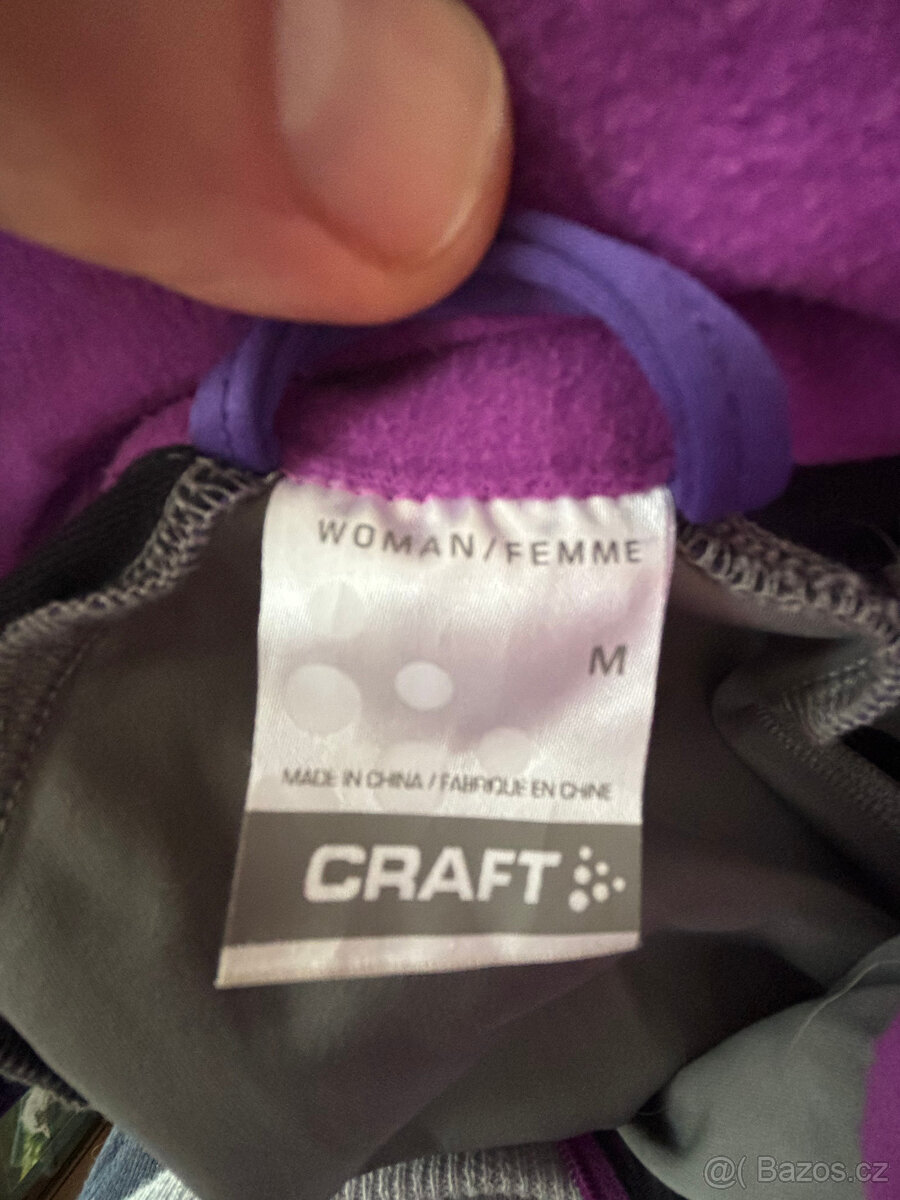 WOMAN/FEMME
M
MADE IN CHINA / FABRIQUE EN CHINE
CRAFT
@( Bazos.cz